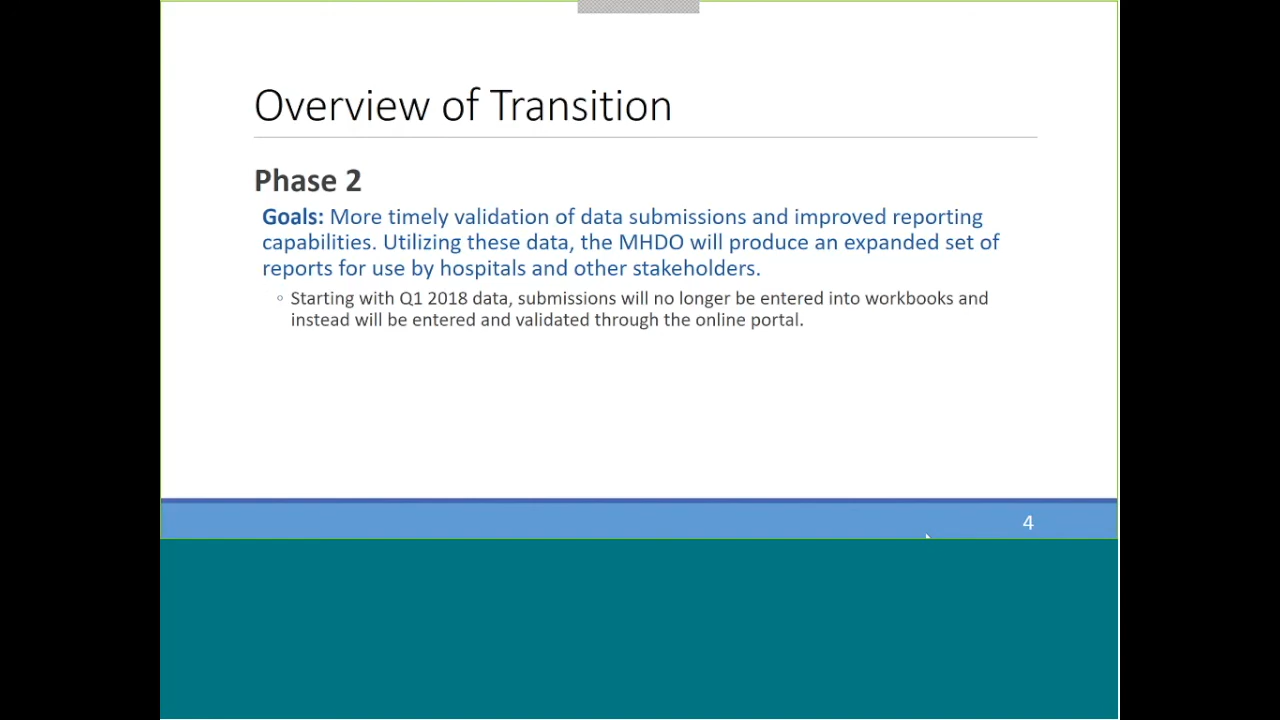 Overview of Transition
Phase 2
Goals: More timely validation of data submissions and improved reporting
capabilities. Utilizing these data, the MHDO will produce an expanded set of
reports for use by hospitals and other stakeholders.
◦ Starting with Q1 2018 data, submissions will no longer be entered into workbooks and
instead will be entered and validated through the online portal.
4